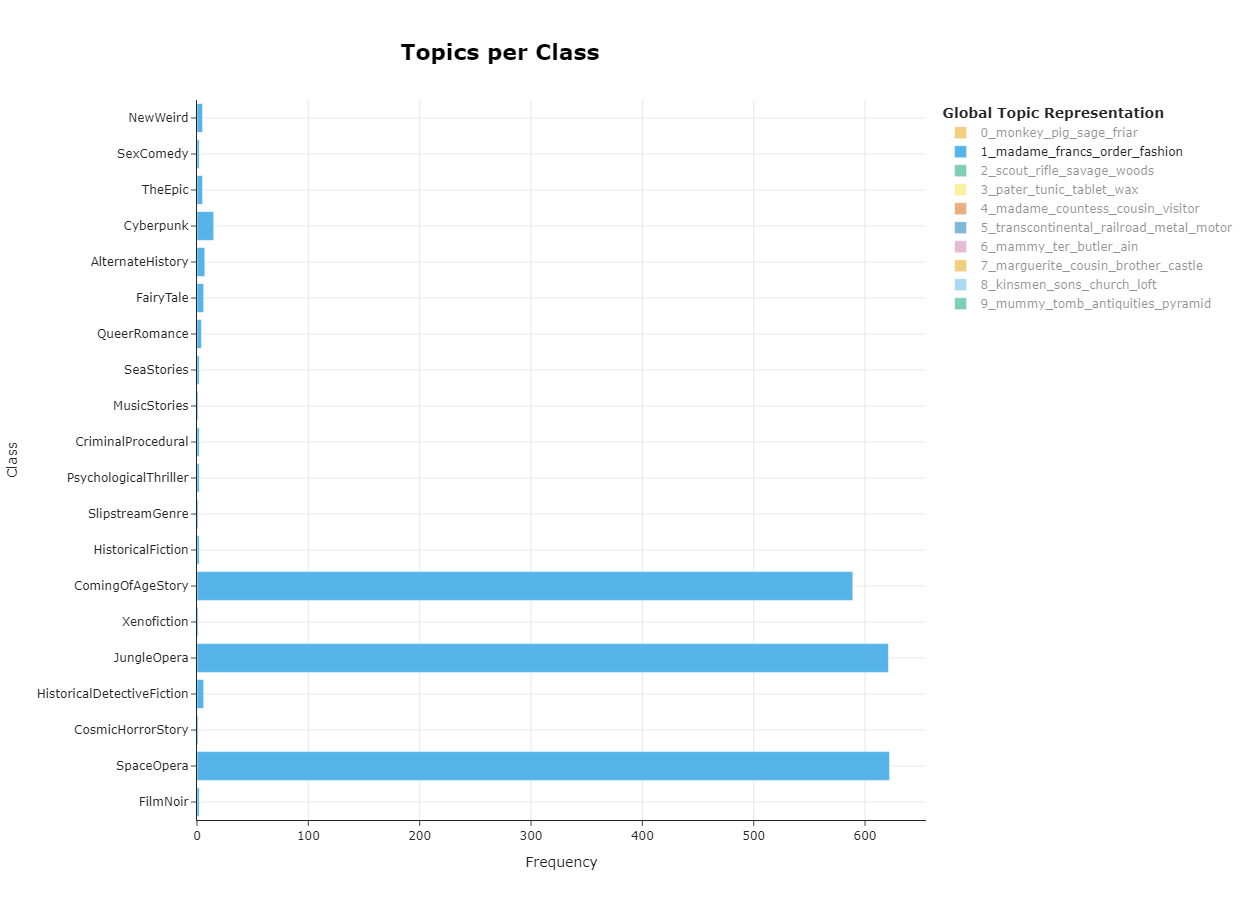 Topics per Class
Global Topic Representation
0_monkey_pig_sage_friar
1_madame_francs_order_fashion
2_scout_rifle_savage_woods
3_pater_tunic_tablet_wax
4_madame_countess_cousin_visitor
5_transcontinental_railroad_metal_motor
6_mammy_ter_butler_ain
7_marguerite_cousin_brother_castle
8_kinsmen_sons_church_loft
9_mummy_tomb_antiquities_pyramid
Class
NewWeird
SexComedy
TheEpic
Cyberpunk
AlternateHistory
FairyTale
QueerRomance
SeaStories
MusicStories
CriminalProcedural
PsychologicalThriller
SlipstreamGenre
HistoricalFiction
ComingOfAgeStory
Xenofiction
JungleOpera
HistoricalDetectiveFiction
CosmicHorrorStory
SpaceOpera
FilmNoir
0 100 200 300 400 500 600
Frequency